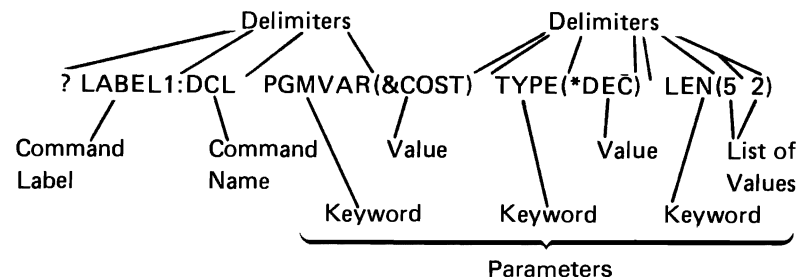 Delimiters Delimiters
? LABEL1:DCL PGMVAR(&COST) TYPE(*DEC) LEN(5 2)
Command Label
Command Name
Value
Value
List of Values
Keyword Keyword Keyword
Parameters